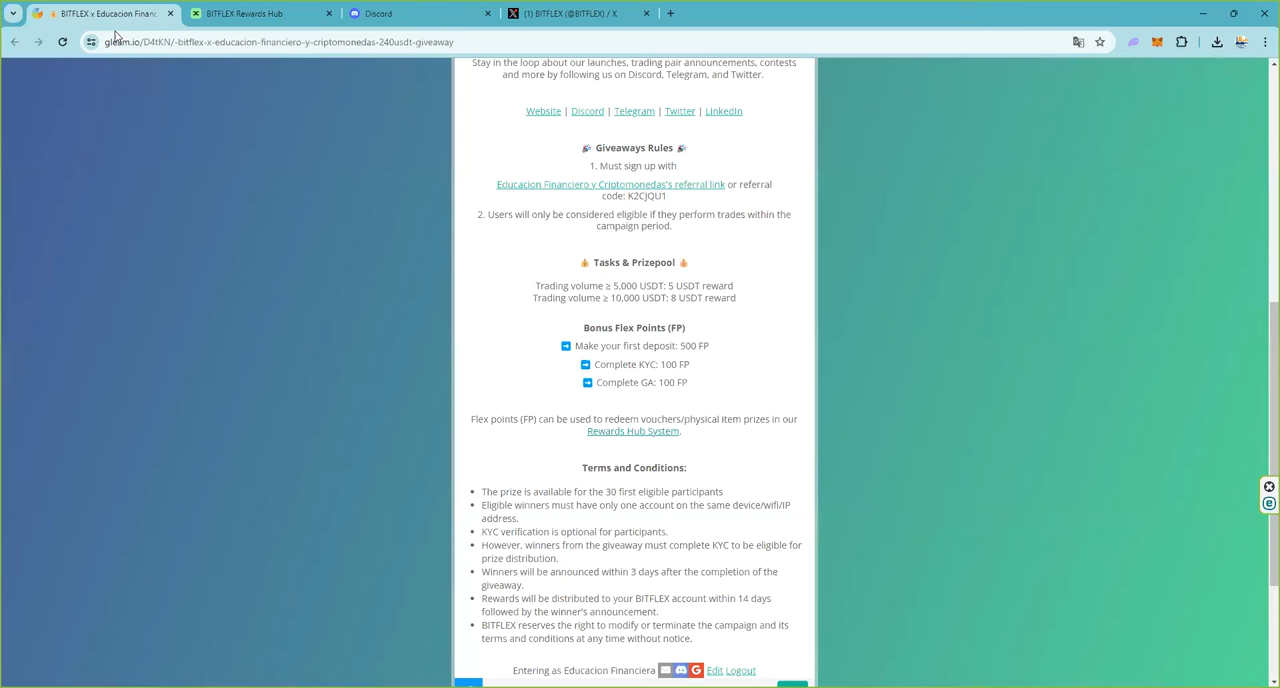 BITFLEX x Educacion Financ
BITFLEX Rewards Hub
Discord
(1) BITFLEX (@BITFLEX) / X
gleam.io/D4tKN/-bitflex-x-educacion-financiero-y-criptomonedas-240usdt-giveaway
Stay in the loop about our launches, trading pair announcements, contests
and more by following us on Discord, Telegram, and Twitter.
Website | Discord | Telegram | Twitter | LinkedIn
Giveaways Rules
1. Must sign up with
Educacion Financiero y Criptomonedas's referral link or referral
code: K2CJQU1
2. Users will only be considered eligible if they perform trades within the
campaign period.
Tasks & Prizepool
Trading volume ≥ 5,000 USDT: 5 USDT reward
Trading volume ≥ 10,000 USDT: 8 USDT reward
Bonus Flex Points (FP)
Make your first deposit: 500 FP
Complete KYC: 100 FP
Complete GA: 100 FP
Flex points (FP) can be used to redeem vouchers/physical item prizes in our
Rewards Hub System.
Terms and Conditions:
• The prize is available for the 30 first eligible participants
• Eligible winners must have only one account on the same device/wifi/IP
address.
• KYC verification is optional for participants.
• However, winners from the giveaway must complete KYC to be eligible for
prize distribution.
• Winners will be announced within 3 days after the completion of the
giveaway.
• Rewards will be distributed to your BITFLEX account within 14 days
followed by the winner's announcement.
• BITFLEX reserves the right to modify or terminate the campaign and its
terms and conditions at any time without notice.
Entering as Educacion Financiera G Edit Logout